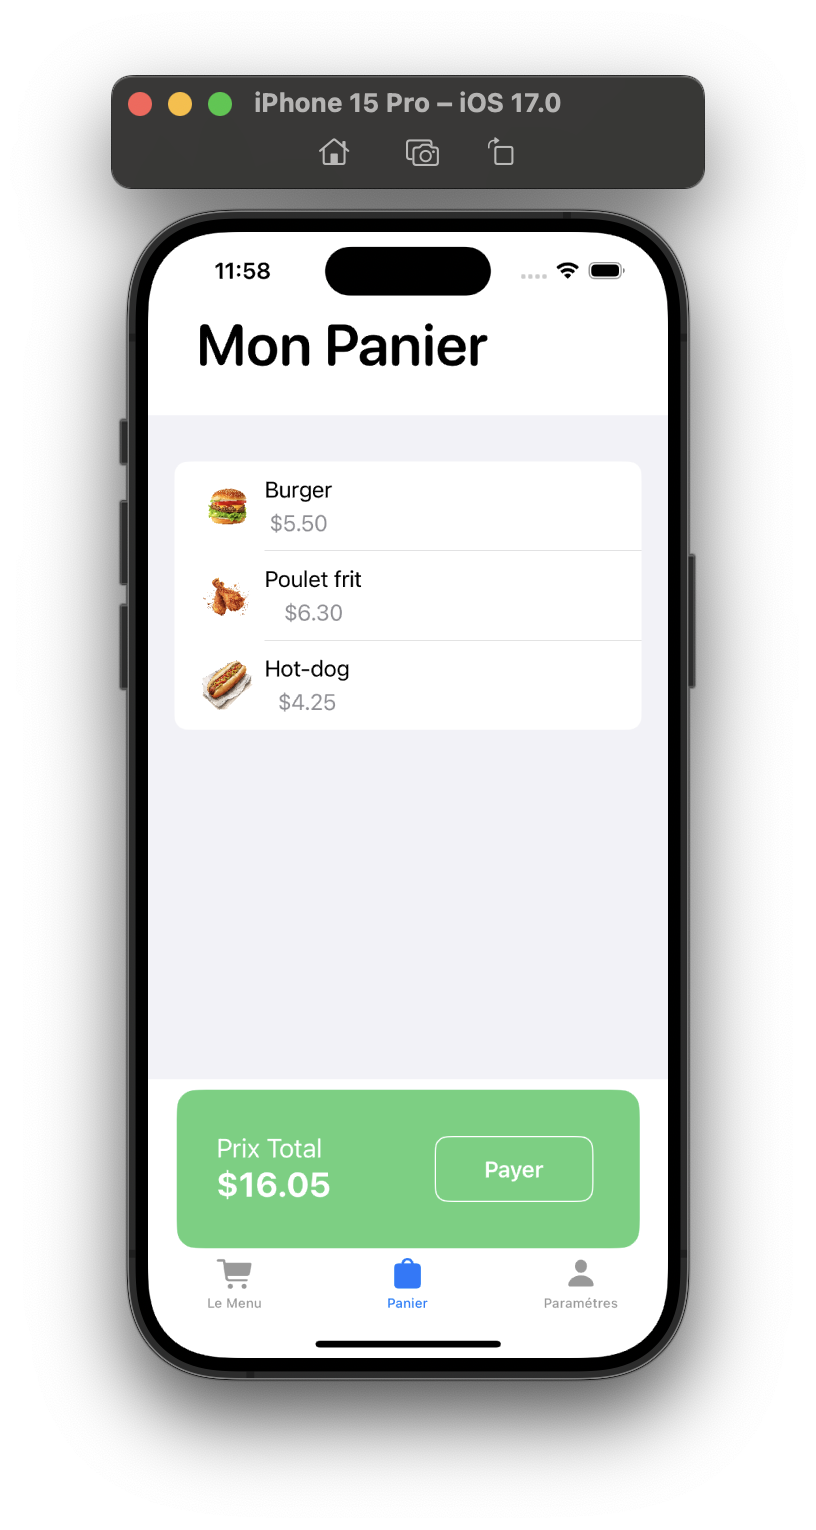 iPhone 15 Pro – iOS 17.0
11:58
Mon Panier
Burger
$5.50
Poulet frit
$6.30
Hot-dog
$4.25
Prix Total
$16.05
Payer
Le Menu
Panier
Paramétres